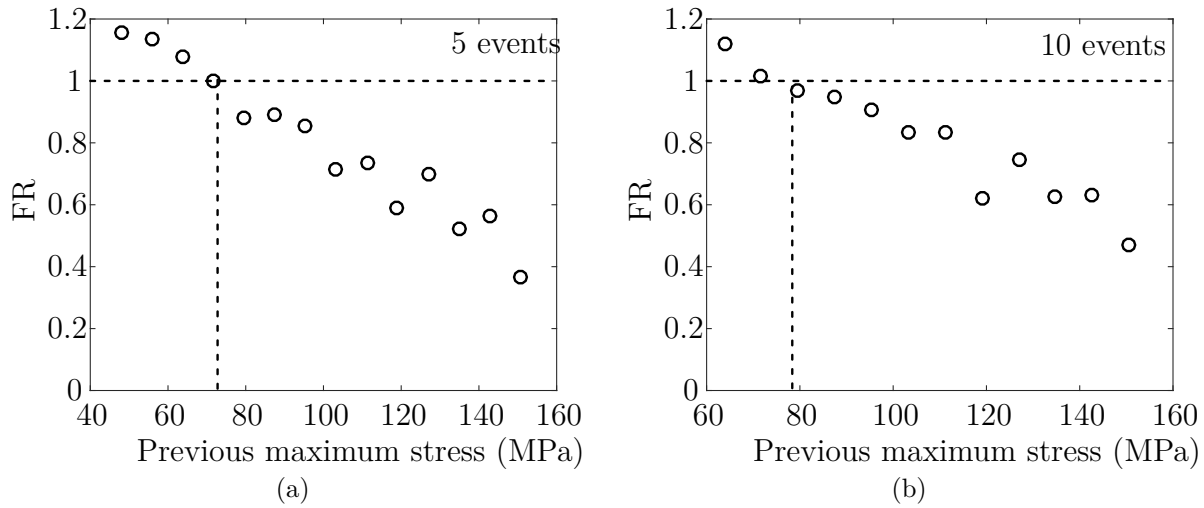 5 events
FR
1.2
1
0.8
0.6
0.4
0.2
0
40 60 80 100 120 140 160
Previous maximum stress (MPa)
(a)
10 events
FR
1.2
1
0.8
0.6
0.4
0.2
0
60 80 100 120 140 160
Previous maximum stress (MPa)
(b)